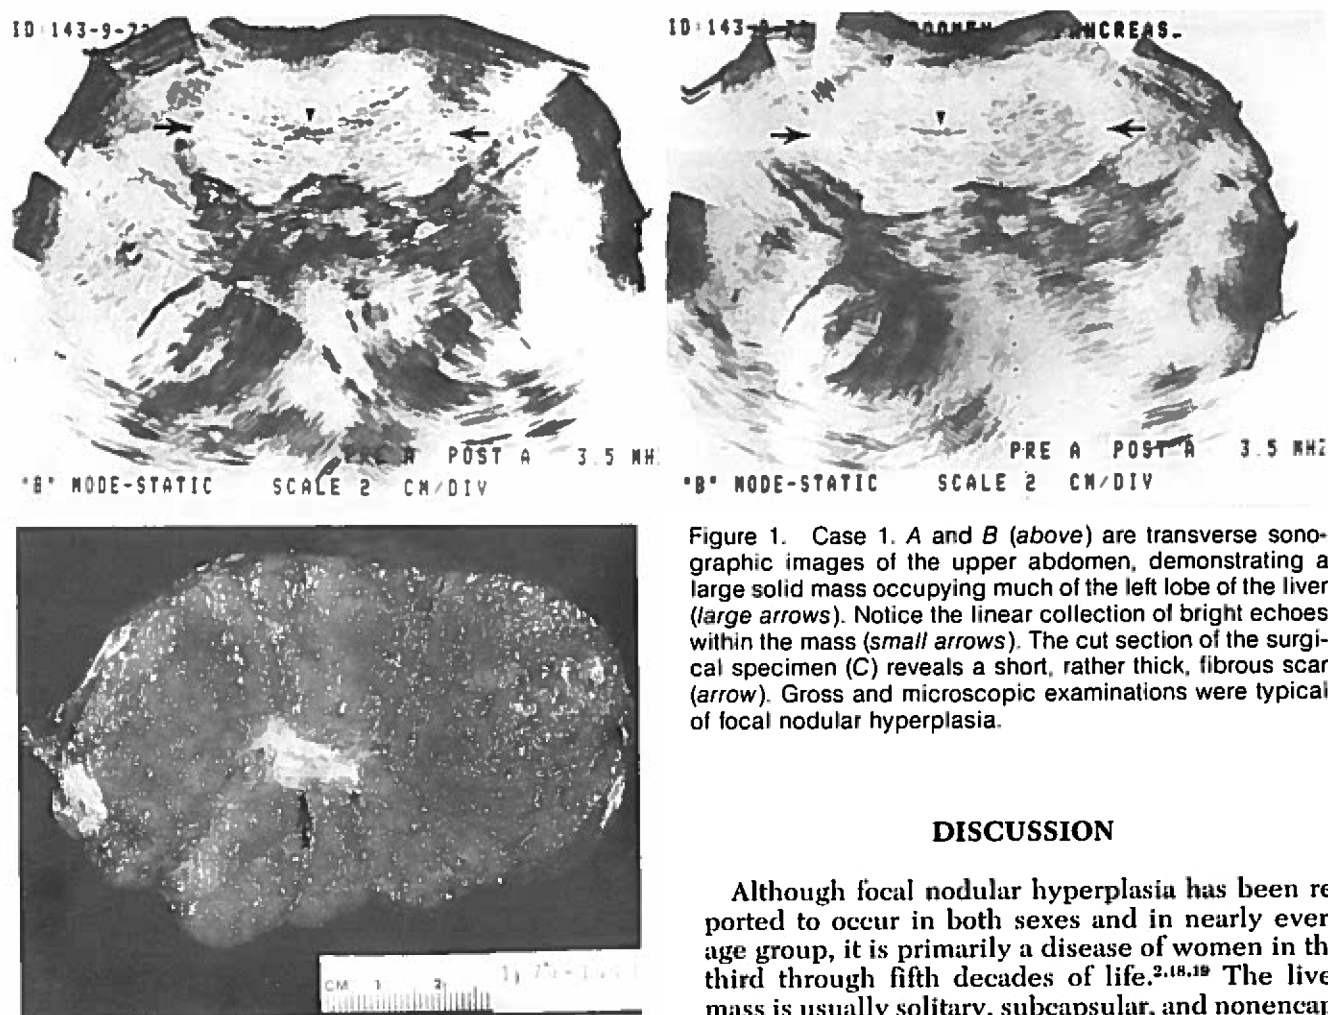 ID:143-9-
ID:143-
PANCREAS-
PRE A POST A 3.5 MH
"B" MODE-STATIC SCALE 2 CM/DIV
PRE A POST A 3.5 MHZ
"B" MODE-STATIC SCALE 2 CM/DIV
Figure 1. Case 1. A and B (above) are transverse sono-
graphic images of the upper abdomen, demonstrating a
large solid mass occupying much of the left lobe of the liver
(large arrows). Notice the linear collection of bright echoes
within the mass (small arrows). The cut section of the surgi-
cal specimen (C) reveals a short, rather thick, fibrous scar
(arrow). Gross and microscopic examinations were typical
of focal nodular hyperplasia.
CM 1 2
DISCUSSION
Although focal nodular hyperplasia has been re
ported to occur in both sexes and in nearly ever
age group, it is primarily a disease of women in th
third through fifth decades of life.2,18,19 The live
mass is usually solitary, subcapsular, and nonencap